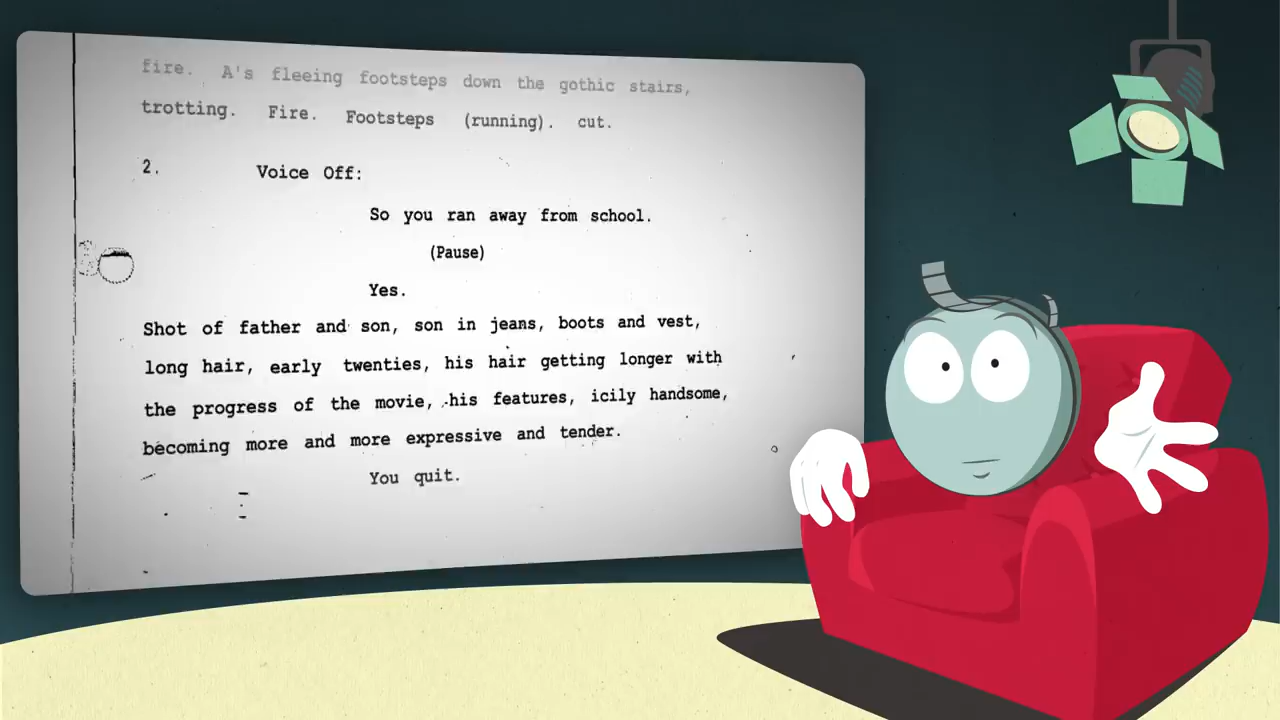 fire. A's fleeing footsteps down the gothic stairs,
trotting. Fire. Footsteps (running). cut.
2. Voice Off:
So you ran away from school.
(Pause)
Yes.
Shot of father and son, son in jeans, boots and vest,
long hair, early twenties, his hair getting longer with
the progress of the movie, his features, icily handsome,
becoming more and more expressive and tender.
You quit.